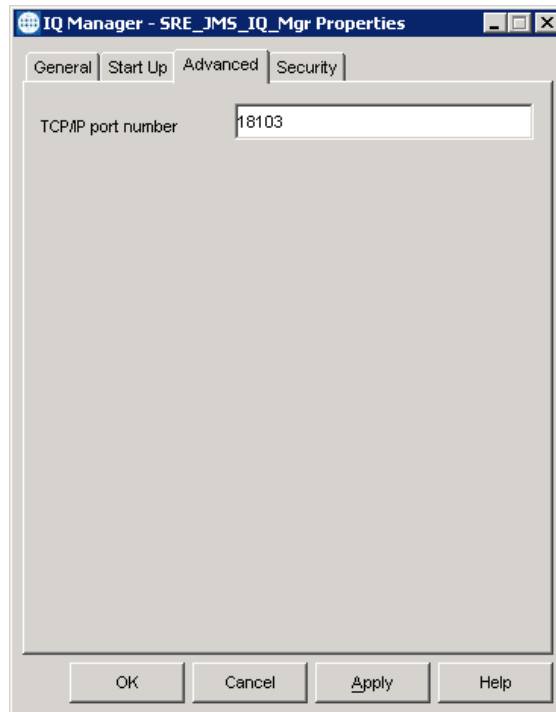 IQ Manager - SRE_JMS_IQ_Mgr Properties
General Start Up Advanced Security
TCP/IP port number 18103
OK Cancel Apply Help